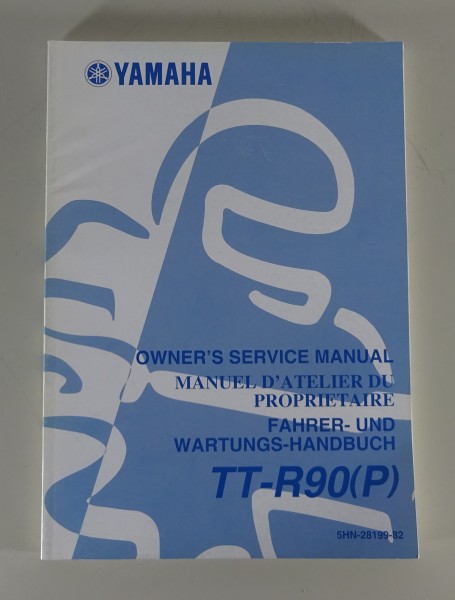 YAMAHA
OWNER'S SERVICE MANUAL
MANUEL D'ATELIER DU
PROPRIETAIRE
FAHRER- UND
WARTUNGS-HANDBUCH
TT-R90(P)
5HN-28199-82